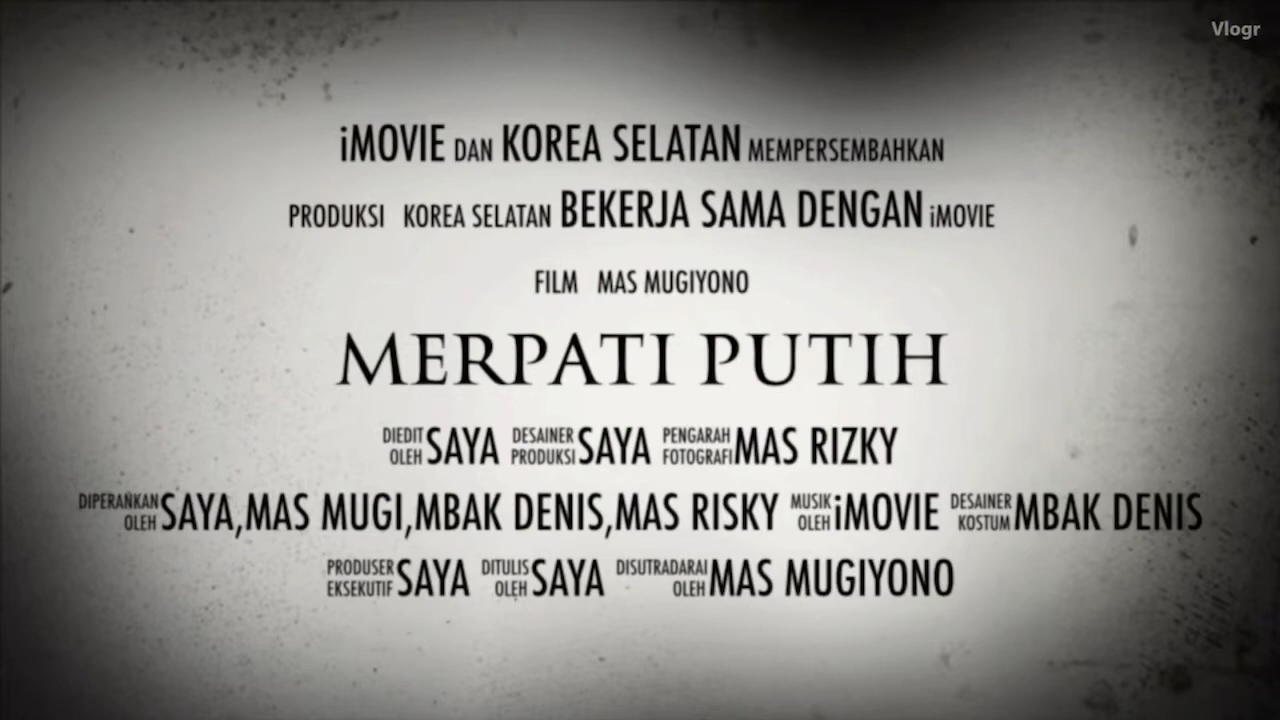 Vlogr
iMOVIE DAN KOREA SELATAN MEMPERSEMBAHKAN
PRODUKSI KOREA SELATAN BEKERJA SAMA DENGAN iMOVIE
FILM MAS MUGIYONO
MERPATI PUTIH
DIEDIT OLEH SAYA DESAINER PRODUKSI SAYA PENGARAH FOTOGRAFI MAS RIZKY
DIPERANKAN OLEH SAYA,MAS MUGI,MBAK DENIS,MAS RISKY MUSIK OLEH iMOVIE DESAINER KOSTUM MBAK DENIS
PRODUSER EKSEKUTIF SAYA DITULIS OLEH SAYA DISUTRADARAI OLEH MAS MUGIYONO